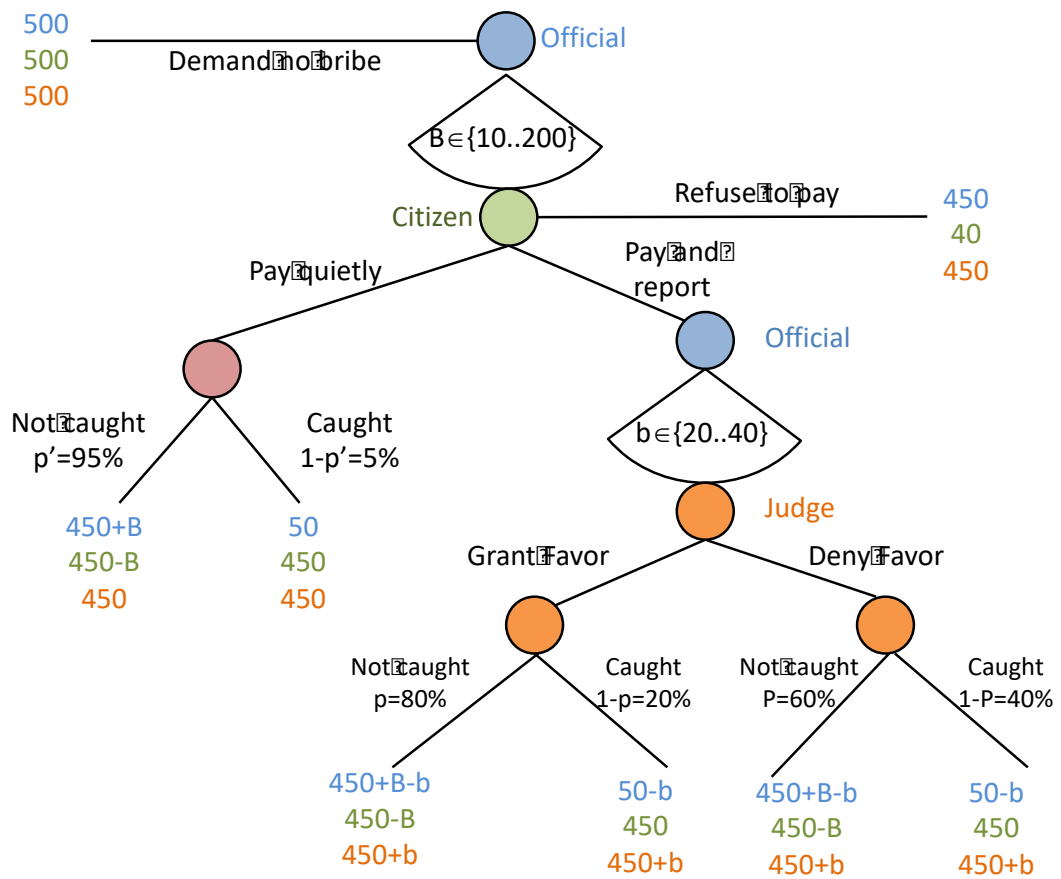 500
500
500
Demand no bribe
Official
B∈{10..200}
Citizen
Refuse to pay
450
40
450
Pay quietly
Pay and
report
Official
Not caught
p’=95%
Caught
1-p’=5%
b∈{20..40}
450+B
450-B
450
50
450
450
Judge
Grant Favor
Deny Favor
Not caught
p=80%
Caught
1-p=20%
Not caught
P=60%
Caught
1-P=40%
450+B-b
450-B
450+b
50-b
450
450+b
450+B-b
450-B
450+b
50-b
450
450+b